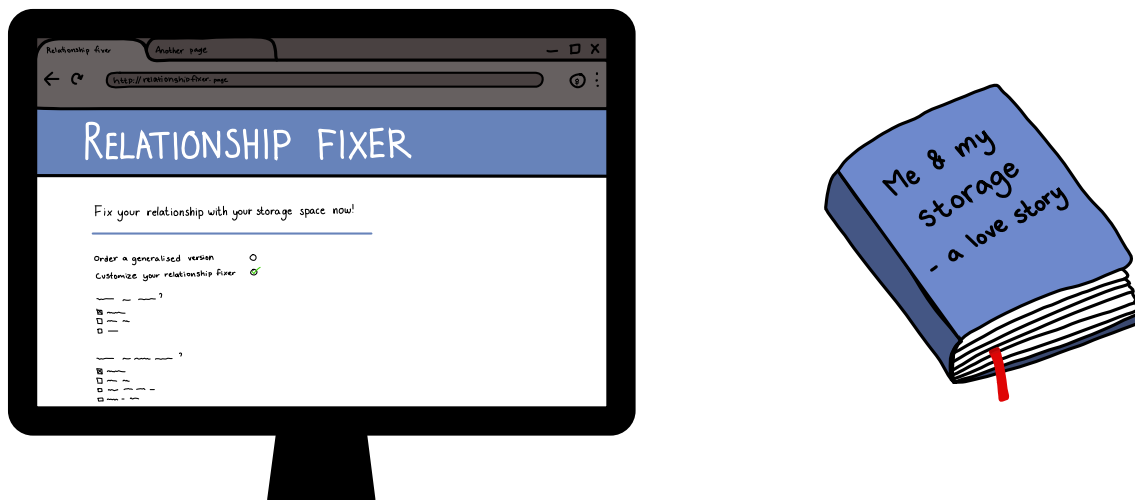 Relationship fixer
Another page
http://relationshipfixer.page
RELATIONSHIP FIXER
Fix your relationship with your storage space now!
Order a generalised version
Customize your relationship fixer
Me & my
storage
- a love story